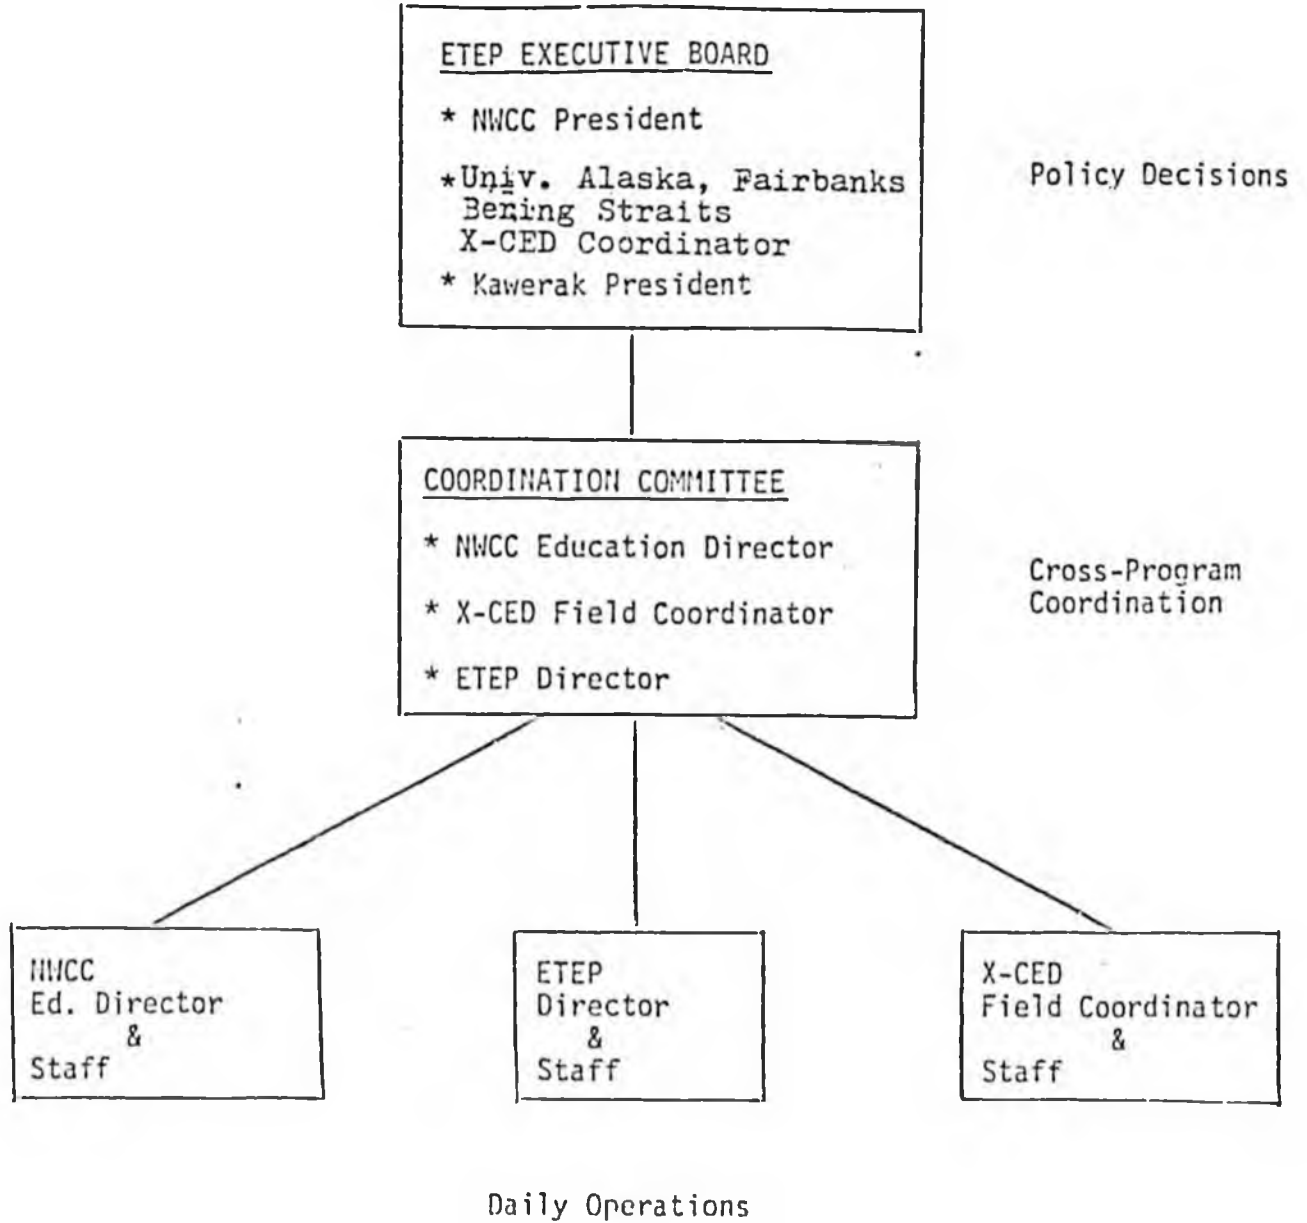 ETEP EXECUTIVE BOARD
* NWCC President
*Univ. Alaska, Fairbanks
Bering Straits
X-CED Coordinator
* Kawerak President
Policy Decisions
COORDINATION COMMITTEE
* NWCC Education Director
* X-CED Field Coordinator
* ETEP Director
Cross-Program
Coordination
NWCC
Ed. Director
&
Staff
ETEP
Director
&
Staff
X-CED
Field Coordinator
&
Staff
Daily Operations